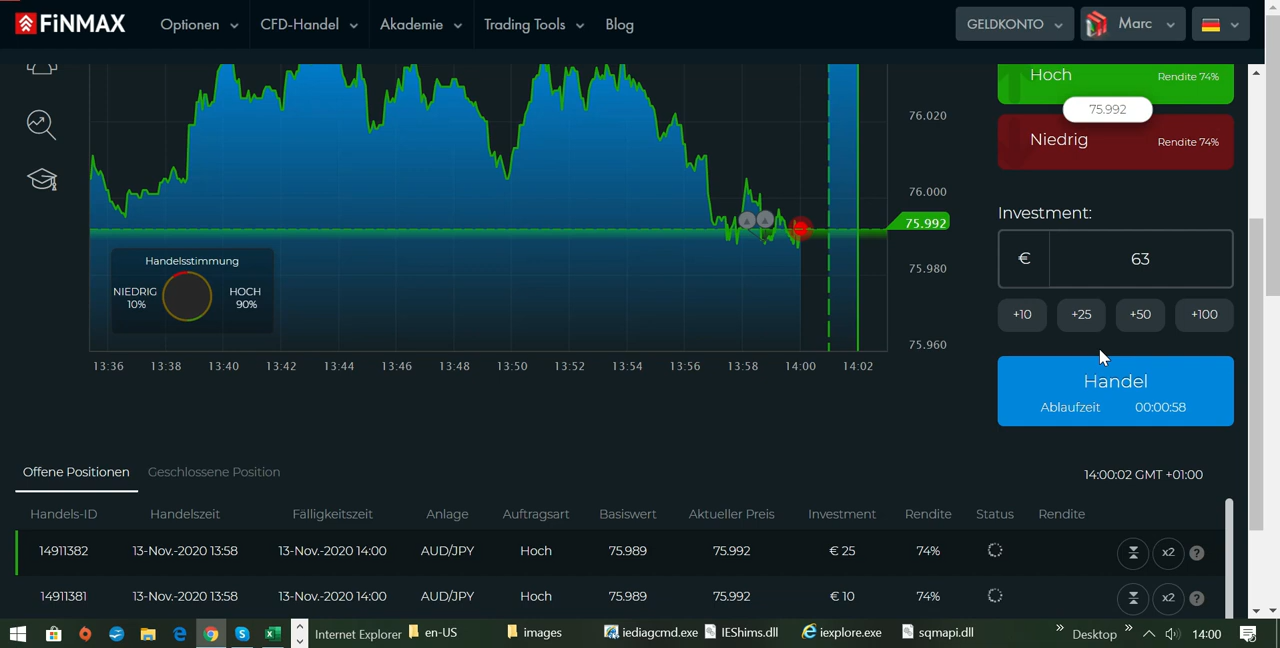 FiNMAX Optionen CFD-Handel Akademie Trading Tools Blog GELDKONTO Marc
Hoch Rendite 74%
75.992
Niedrig Rendite 74%
76.020
76.000
75.992
75.980
75.960
Handelsstimmung
NIEDRIG 10%
HOCH 90%
13:36 13:38 13:40 13:42 13:44 13:46 13:48 13:50 13:52 13:54 13:56 13:58 14:00 14:02
Investment:
€ 63
+10 +25 +50 +100
Handel
Ablaufzeit 00:00:58
Offene Positionen Geschlossene Position 14:00:02 GMT +01:00
Handels-ID Handelszeit Fälligkeitszeit Anlage Auftragsart Basiswert Aktueller Preis Investment Rendite Status Rendite
14911382 13-Nov.-2020 13:58 13-Nov.-2020 14:00 AUD/JPY Hoch 75.989 75.992 € 25 74% x2 ?
14911381 13-Nov.-2020 13:58 13-Nov.-2020 14:00 AUD/JPY Hoch 75.989 75.992 € 10 74% x2 ?
Internet Explorer en-US images iediagcmd.exe IEShims.dll iexplore.exe sqmapi.dll » Desktop » 14:00